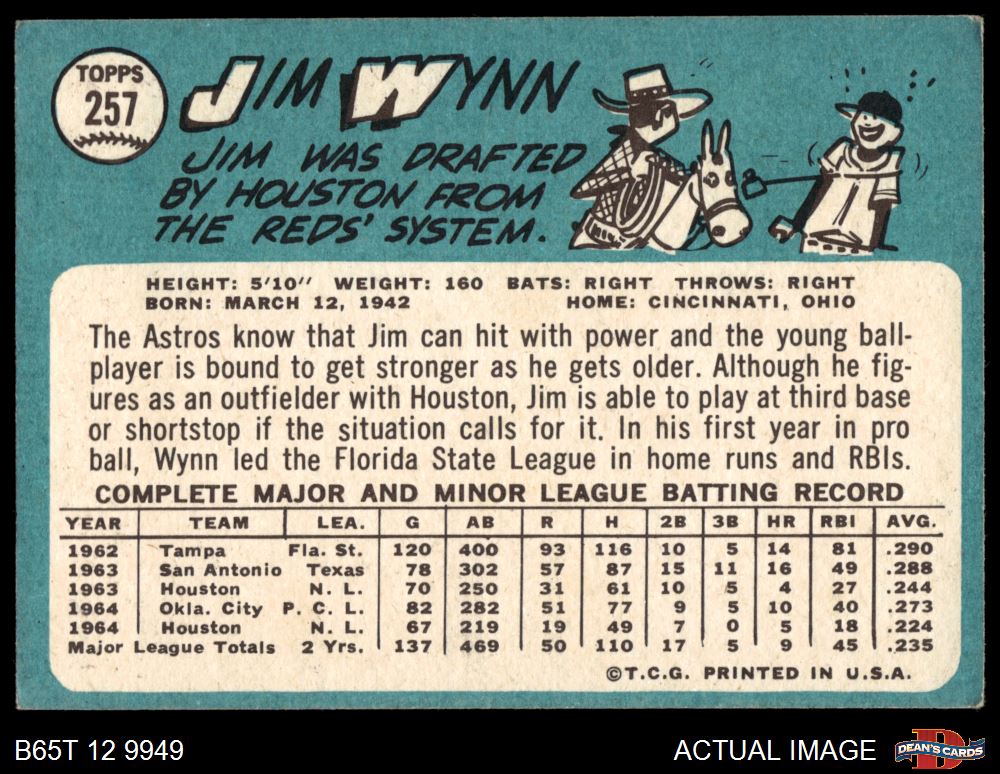 TOPPS
257
JIM WYNN
JIM WAS DRAFTED
BY HOUSTON FROM
THE REDS' SYSTEM.
HEIGHT: 5'10" WEIGHT: 160 BATS: RIGHT THROWS: RIGHT
BORN: MARCH 12, 1942 HOME: CINCINNATI, OHIO
The Astros know that Jim can hit with power and the young ball-
player is bound to get stronger as he gets older. Although he fig-
ures as an outfielder with Houston, Jim is able to play at third base
or shortstop if the situation calls for it. In his first year in pro
ball, Wynn led the Florida State League in home runs and RBIs.
COMPLETE MAJOR AND MINOR LEAGUE BATTING RECORD
YEAR TEAM LEA. G AB R H 2B 3B HR RBI AVG.
1962 Tampa Fla. St. 120 400 93 116 10 5 14 81 .290
1963 San Antonio Texas 78 302 57 87 15 11 16 49 .288
1963 Houston N. L. 70 250 31 61 10 5 4 27 .244
1964 Okla. City P. C. L. 82 282 51 77 9 5 10 40 .273
1964 Houston N. L. 67 219 19 49 7 0 5 18 .224
Major League Totals 2 Yrs. 137 469 50 110 17 5 9 45 .235
©T.C.G. PRINTED IN U.S.A.
B65T 12 9949 ACTUAL IMAGE DEAN'S CARDS